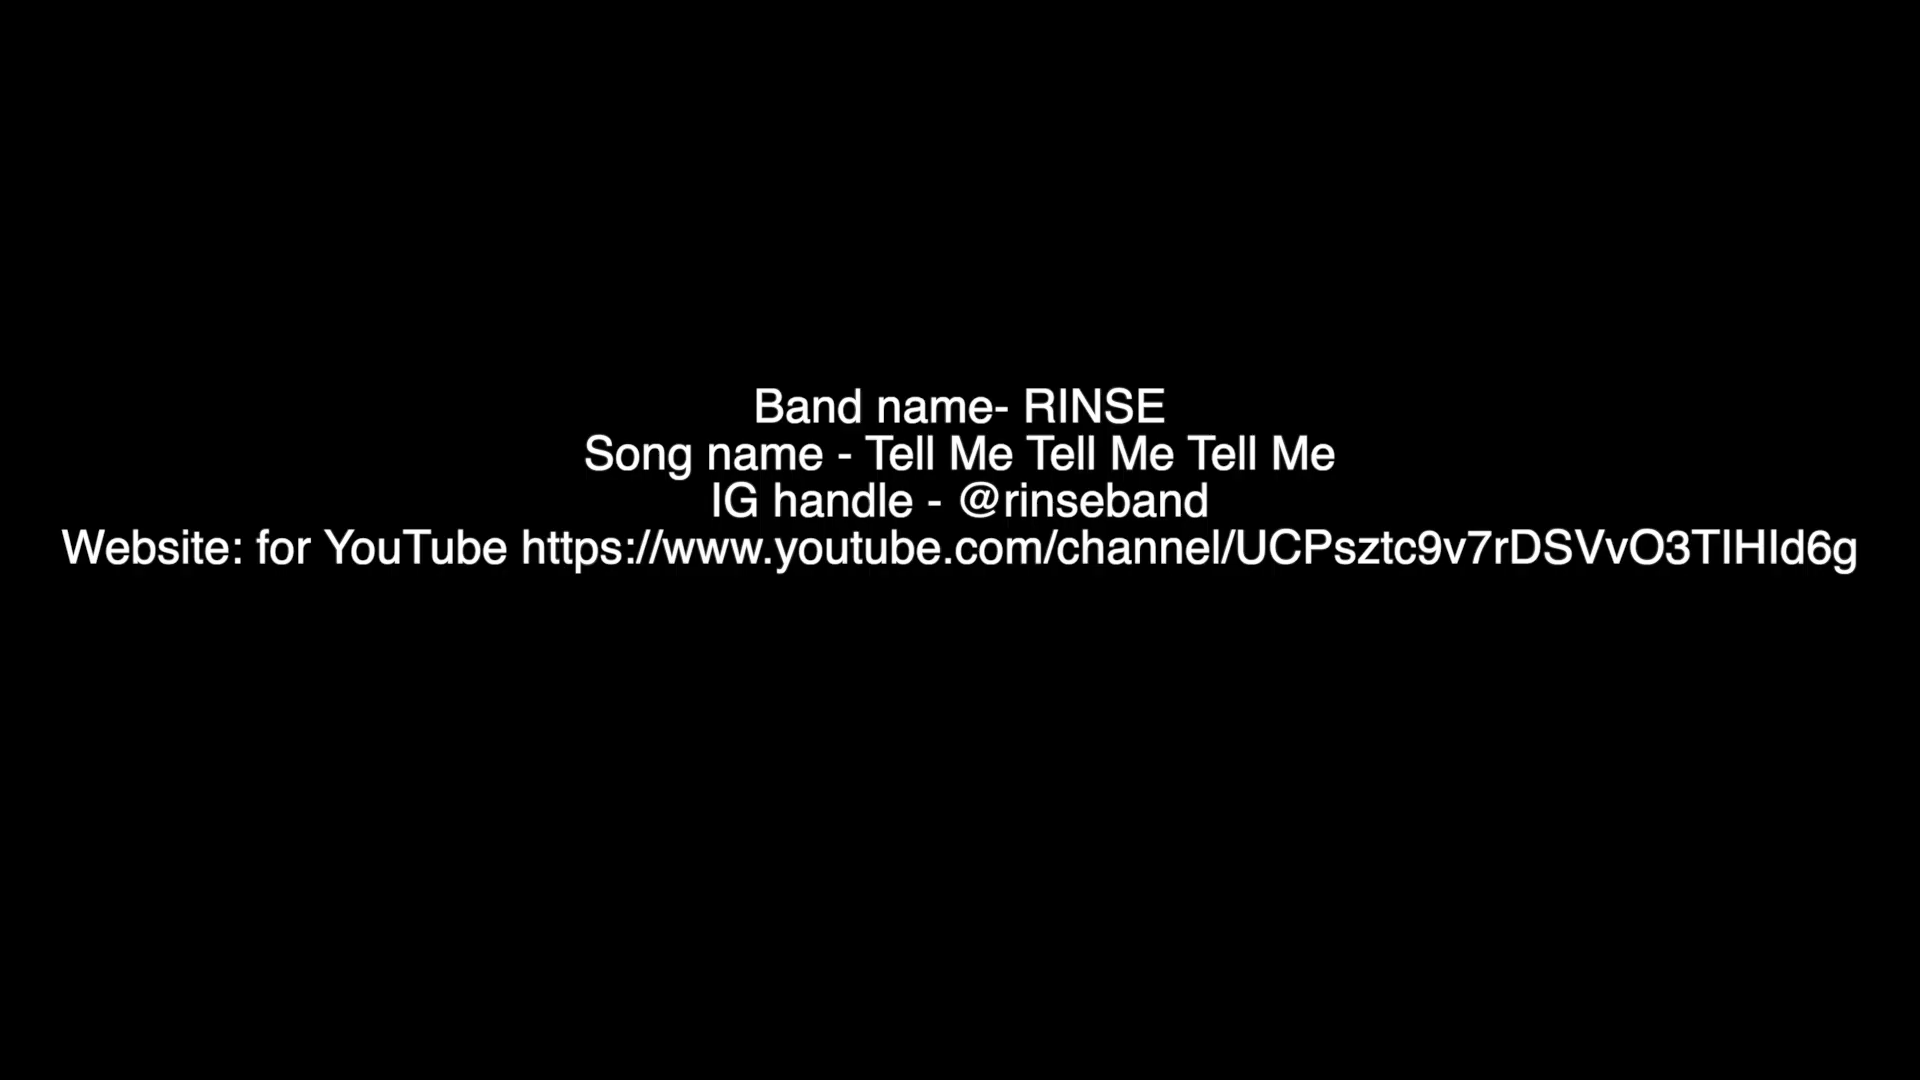 Band name- RINSE
Song name - Tell Me Tell Me Tell Me
IG handle - @rinseband
Website: for YouTube https://www.youtube.com/channel/UCPsztc9v7rDSVvO3TIHId6g